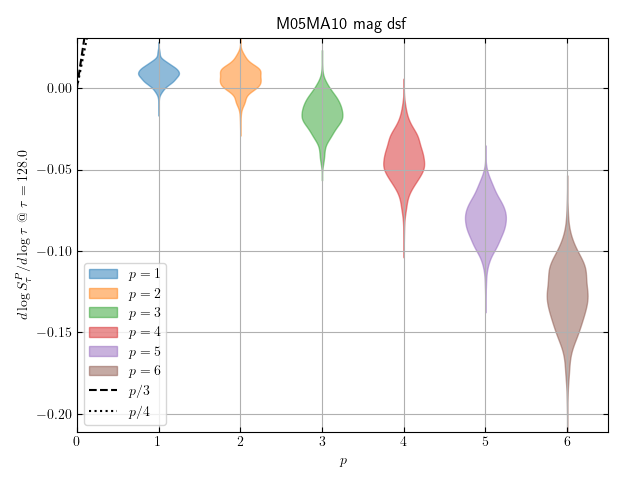 M05MA10 mag dsf
d log S_τ^p / d log τ @ τ = 128.0
0.00
−0.05
−0.10
−0.15
−0.20
p = 1
p = 2
p = 3
p = 4
p = 5
p = 6
p/3
p/4
0 1 2 3 4 5 6
p